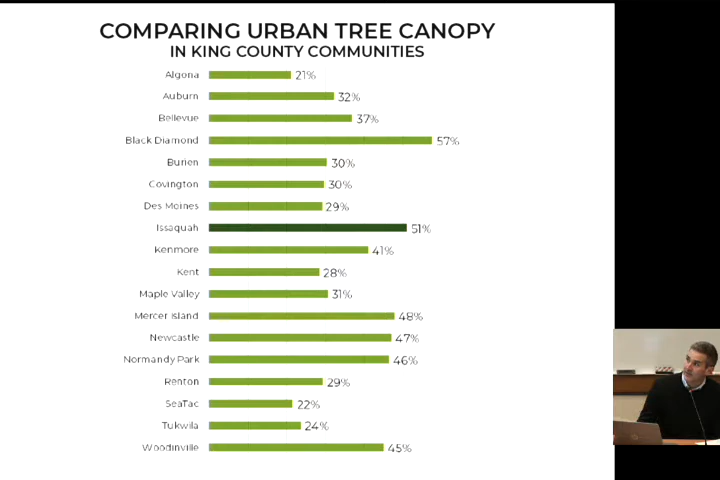 COMPARING URBAN TREE CANOPY
IN KING COUNTY COMMUNITIES
Algona 21%
Auburn 32%
Bellevue 37%
Black Diamond 57%
Burien 30%
Covington 30%
Des Moines 29%
Issaquah 51%
Kenmore 41%
Kent 28%
Maple Valley 31%
Mercer Island 48%
Newcastle 47%
Normandy Park 46%
Renton 29%
SeaTac 22%
Tukwila 24%
Woodinville 45%